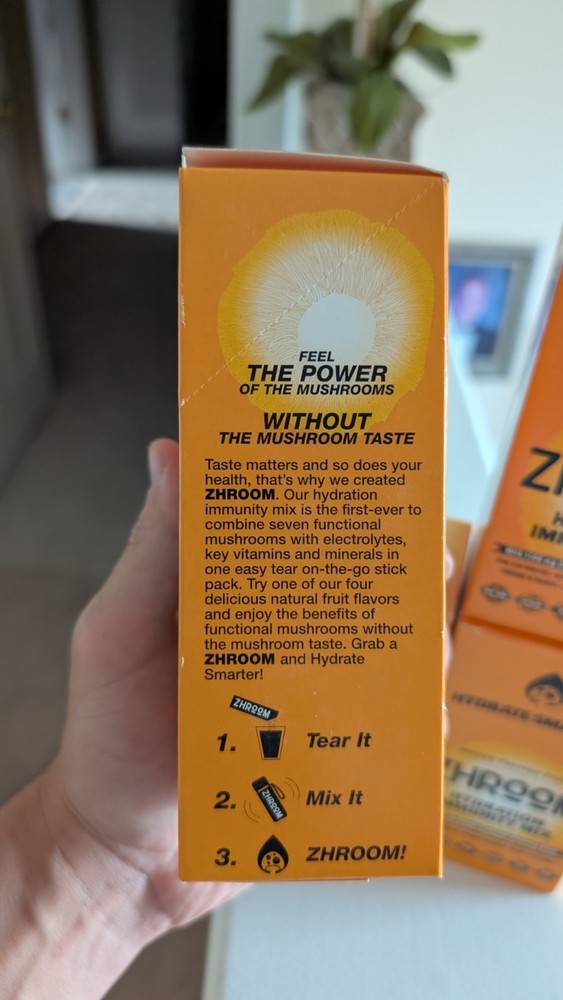 FEEL
THE POWER
OF THE MUSHROOMS
WITHOUT
THE MUSHROOM TASTE
Taste matters and so does your
health, that's why we created
ZHROOM. Our hydration
immunity mix is the first-ever to
combine seven functional
mushrooms with electrolytes,
key vitamins and minerals in
one easy tear on-the-go stick
pack. Try one of our four
delicious natural fruit flavors
and enjoy the benefits of
functional mushrooms without
the mushroom taste. Grab a
ZHROOM and Hydrate
Smarter!
ZHROOM
1. Tear It
ZHROOM
2. Mix It
3. ZHROOM!